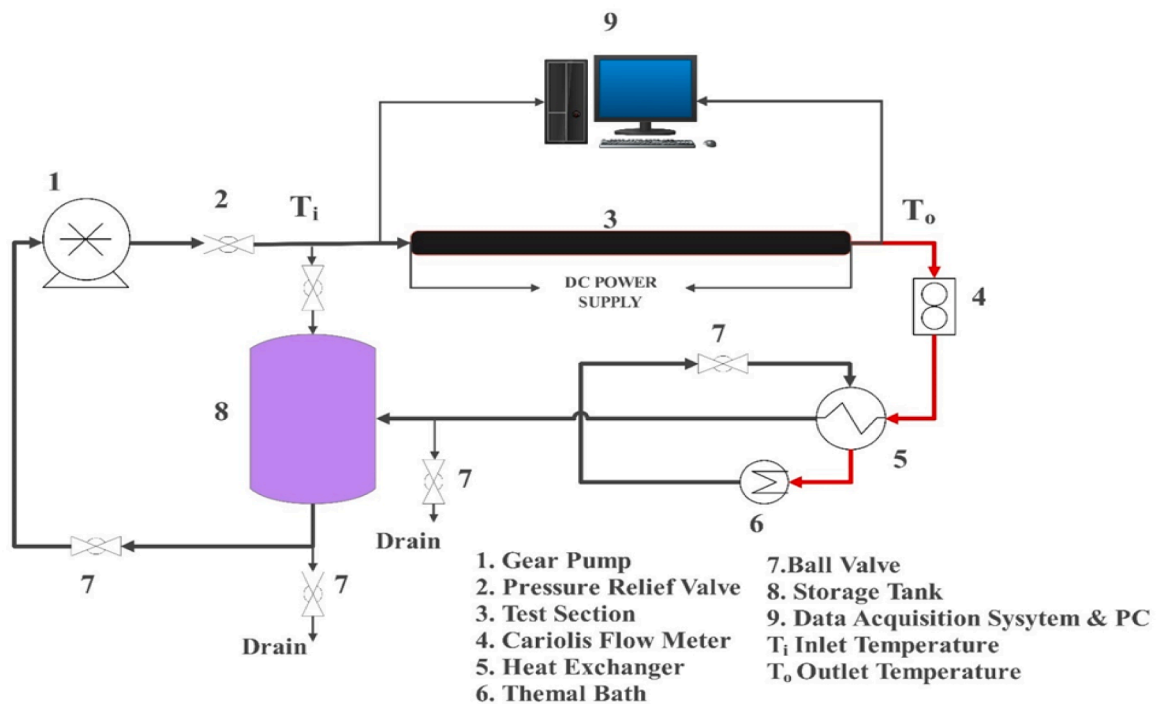 9
1
2
Ti
3
To
DC POWER
SUPPLY
4
7
8
5
7
6
Drain
7
7
Drain
1. Gear Pump
2. Pressure Relief Valve
3. Test Section
4. Cariolis Flow Meter
5. Heat Exchanger
6. Themal Bath
7.Ball Valve
8. Storage Tank
9. Data Acquisition Sysytem & PC
Ti Inlet Temperature
To Outlet Temperature